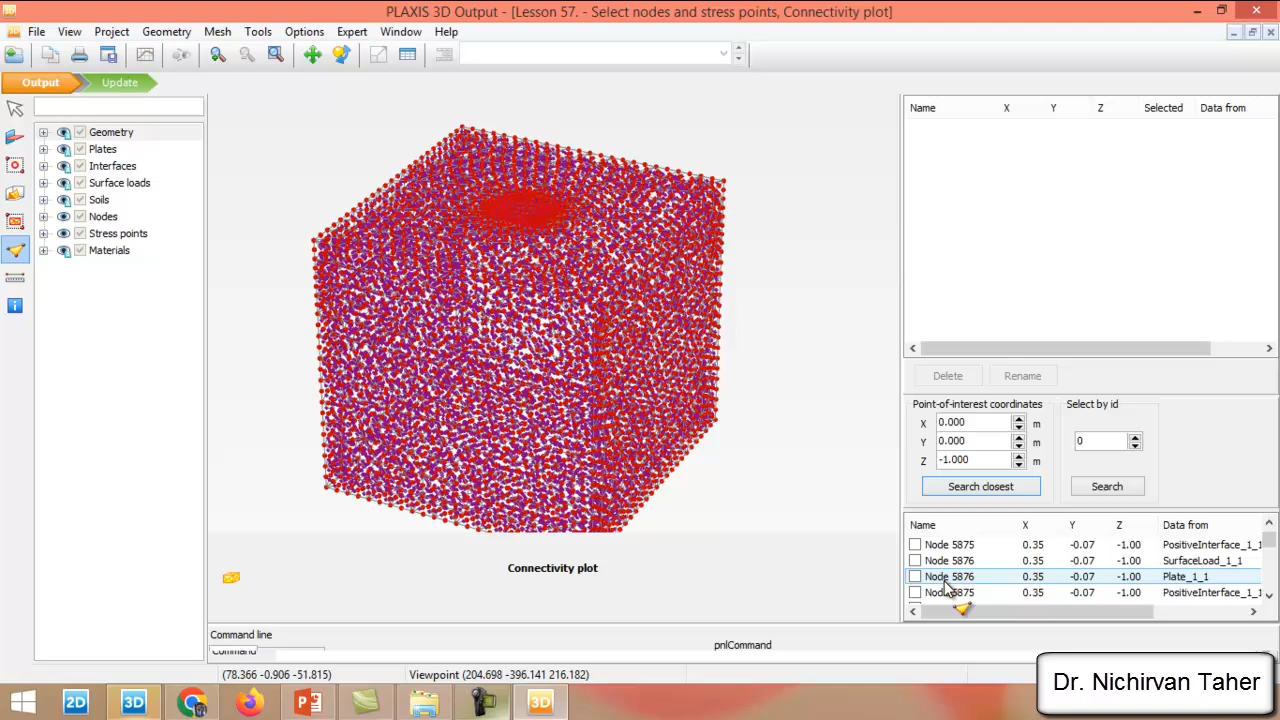 PLAXIS 3D Output - [Lesson 57. - Select nodes and stress points, Connectivity plot]
File View Project Geometry Mesh Tools Options Expert Window Help
Output Update
Geometry
Plates
Interfaces
Surface loads
Soils
Nodes
Stress points
Materials
Connectivity plot
Name X Y Z Selected Data from
Delete Rename
Point-of-interest coordinates Select by id
X 0.000 m
Y 0.000 m 0
Z -1.000 m
Search closest Search
Name X Y Z Data from
Node 5875 0.35 -0.07 -1.00 PositiveInterface_1_1
Node 5876 0.35 -0.07 -1.00 SurfaceLoad_1_1
Node 5876 0.35 -0.07 -1.00 Plate_1_1
Node 5875 0.35 -0.07 -1.00 PositiveInterface_1_1
Command line
Command pnlCommand
(78.366 -0.906 -51.815) Viewpoint (204.698 -396.141 216.182)
Dr. Nichirvan Taher
2D 3D 3D